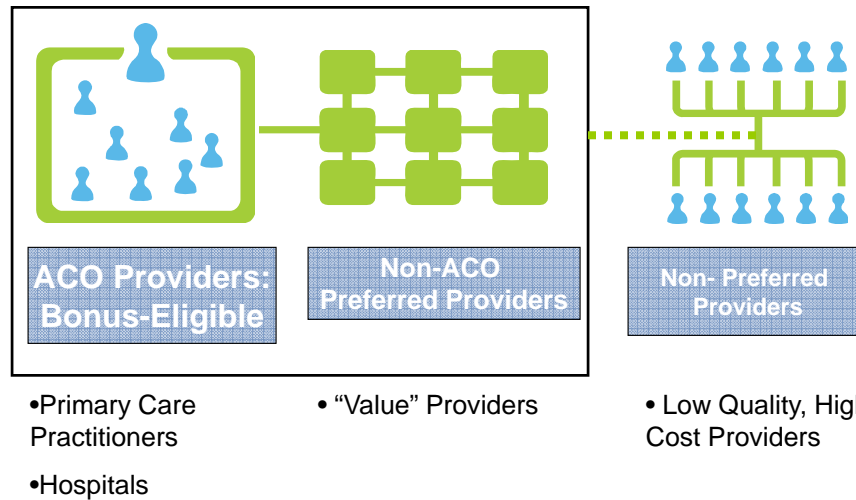 ACO Providers:
Bonus-Eligible
Non-ACO
Preferred Providers
Non- Preferred
Providers
•Primary Care
Practitioners
•Hospitals
• “Value” Providers
• Low Quality, High
Cost Providers